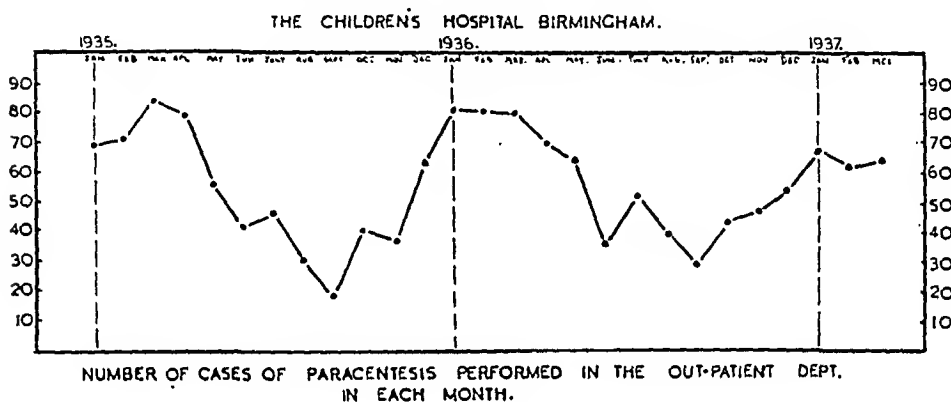 THE CHILDREN'S HOSPITAL BIRMINGHAM.
1935. 1936. 1937.
JAN FEB MAR APL MAY JUN JULY AUG SEPT OCT NOV DEC JAN FEB MAR. APL MAY. JUNE. JULY AUG. SEP. OCT NOV DEC JAN FEB MCH
90 90
80 80
70 70
60 60
50 50
40 40
30 30
20 20
10 10
NUMBER OF CASES OF PARACENTESIS PERFORMED IN THE OUT-PATIENT DEPT.
IN EACH MONTH.